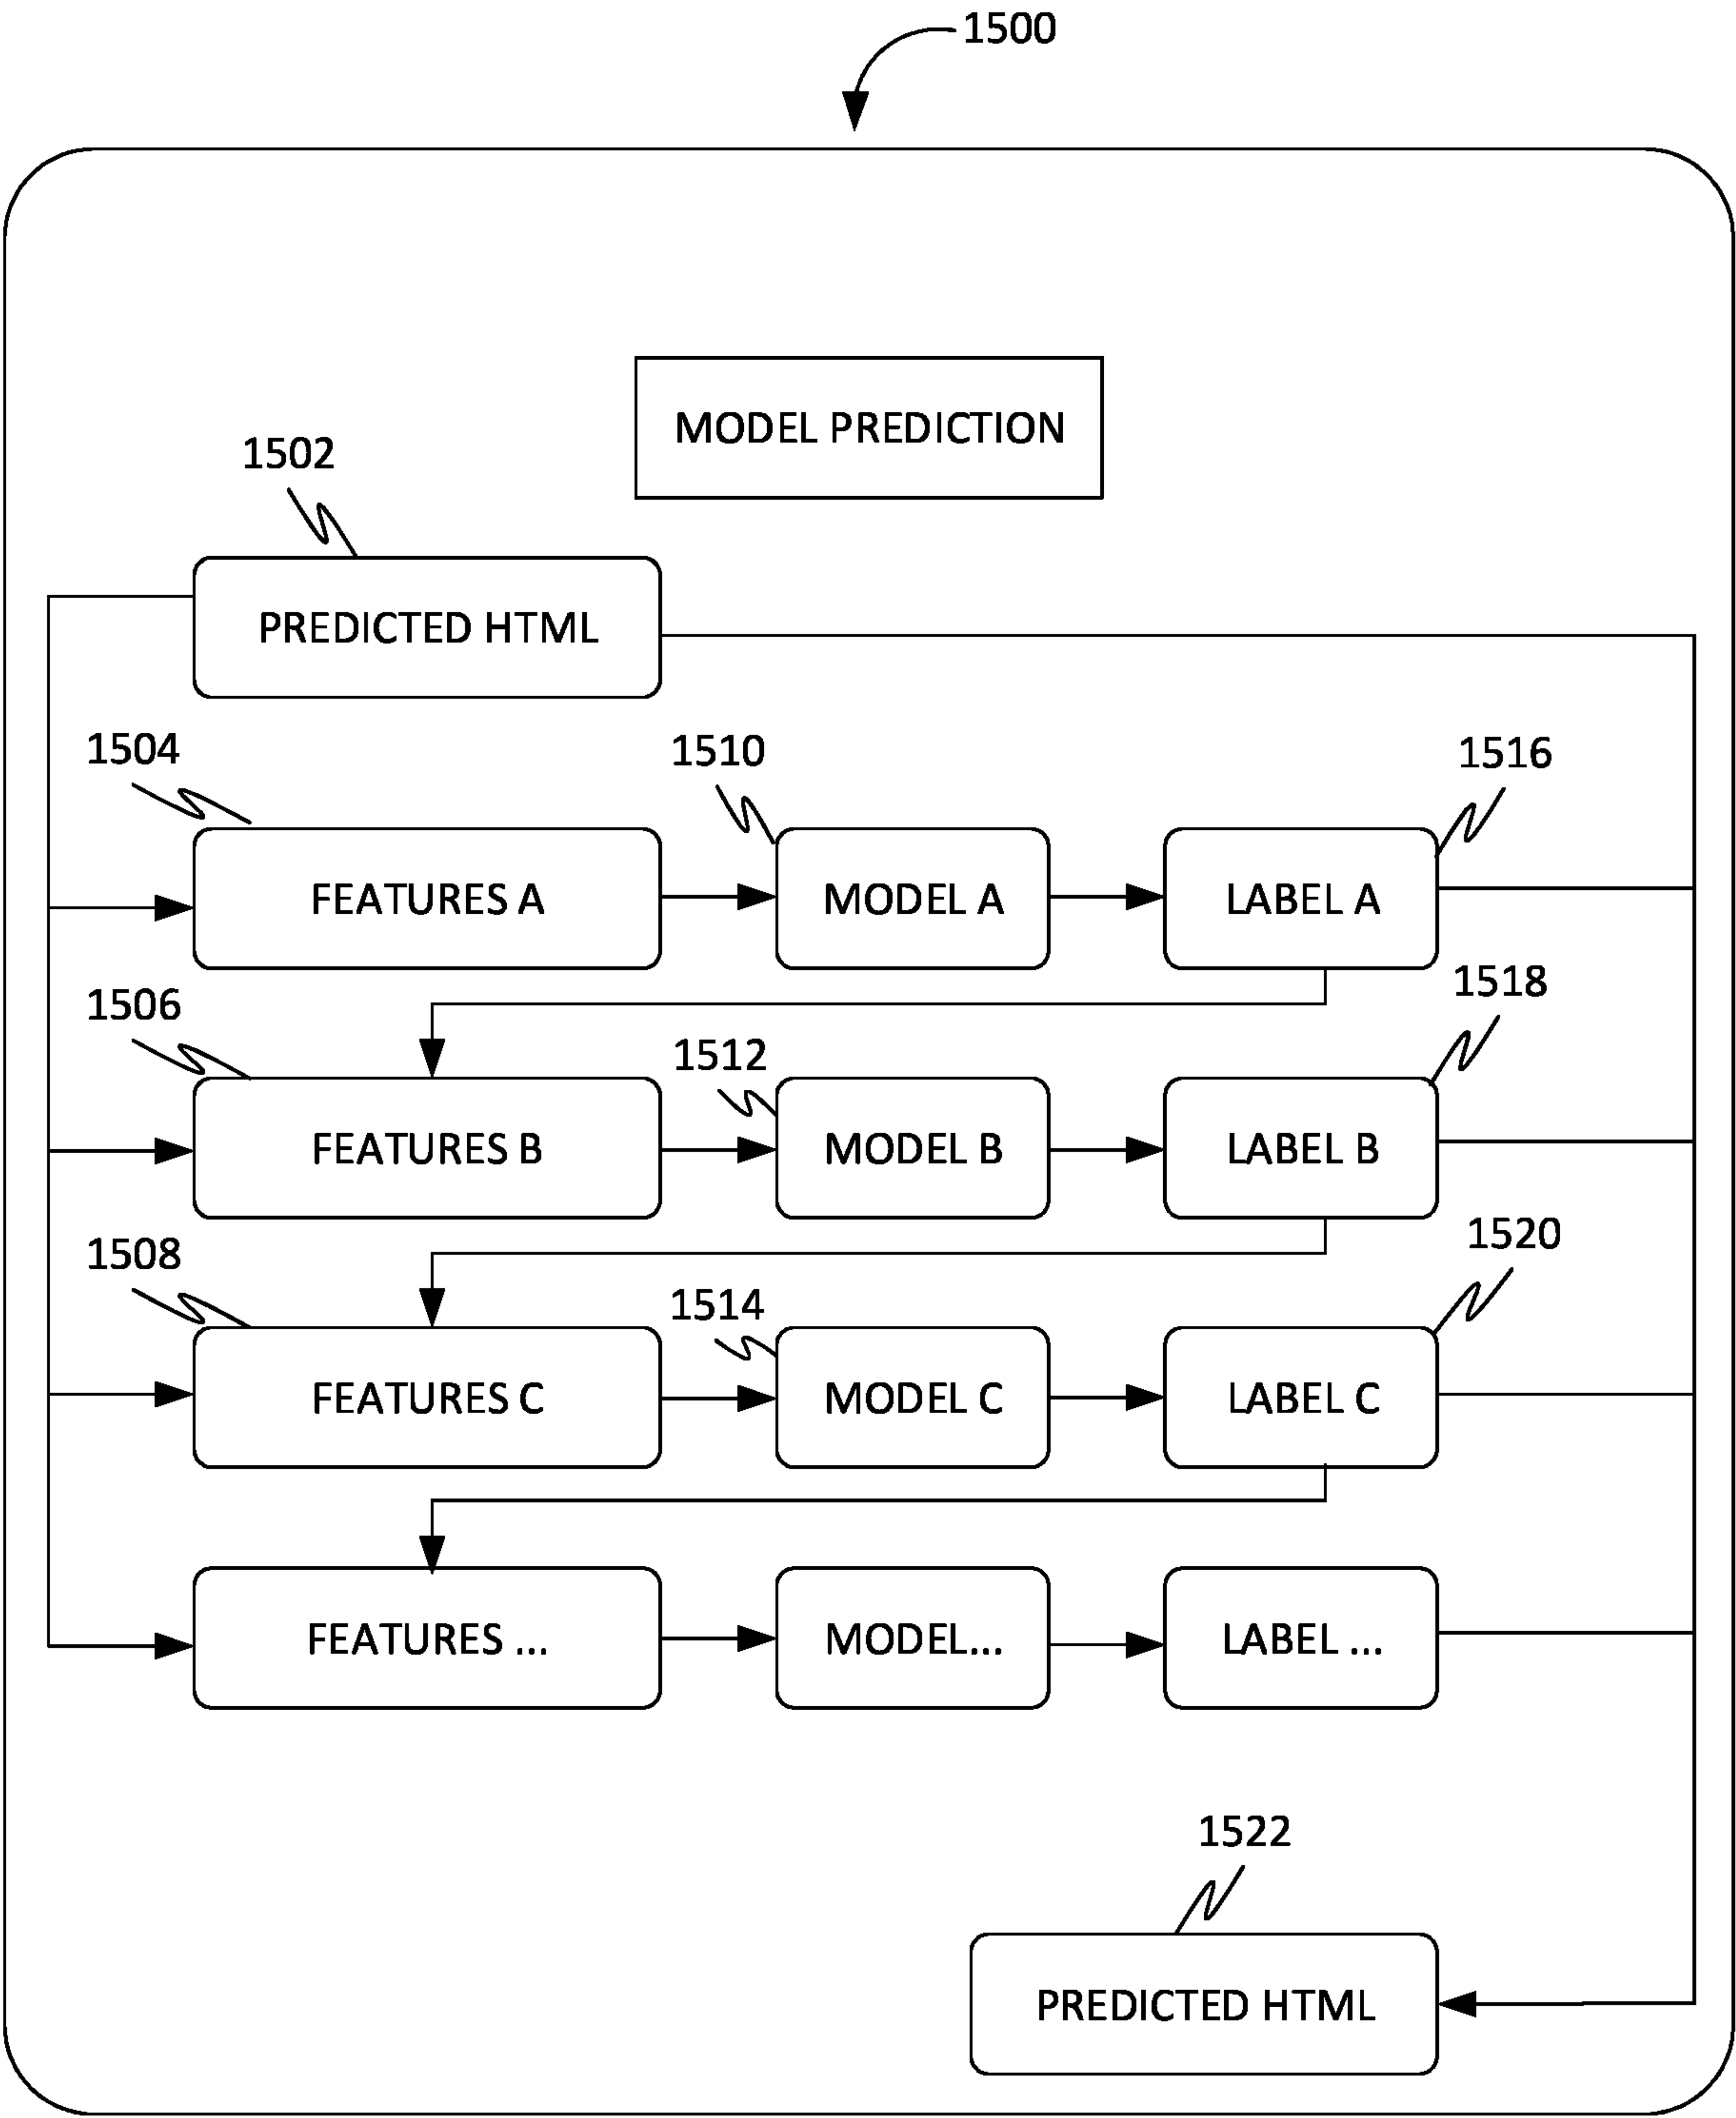 1500
MODEL PREDICTION
1502
PREDICTED HTML
1504
1510
1516
FEATURES A
MODEL A
LABEL A
1506
1512
1518
FEATURES B
MODEL B
LABEL B
1508
1514
1520
FEATURES C
MODEL C
LABEL C
FEATURES ...
MODEL...
LABEL ...
1522
PREDICTED HTML